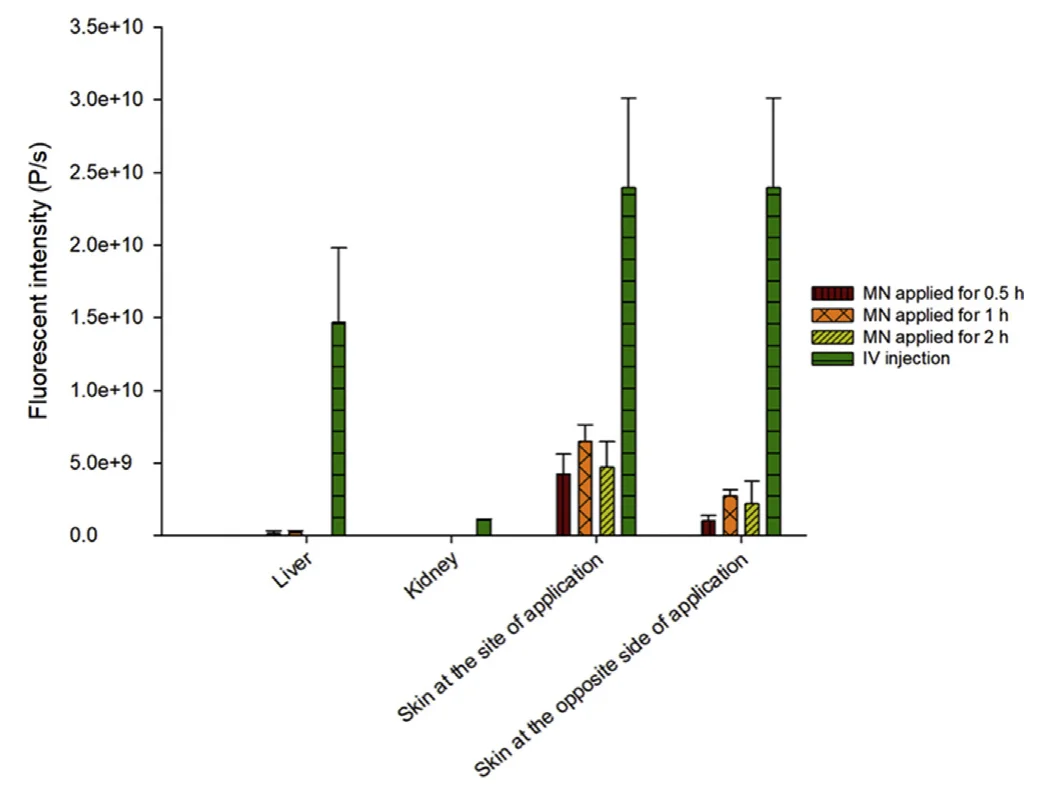 3.5e+10
3.0e+10
2.5e+10
2.0e+10
1.5e+10
1.0e+10
5.0e+9
0.0
Fluorescent intensity (P/s)
Liver
Kidney
Skin at the site of application
Skin at the opposite side of application
MN applied for 0.5 h
MN applied for 1 h
MN applied for 2 h
IV injection